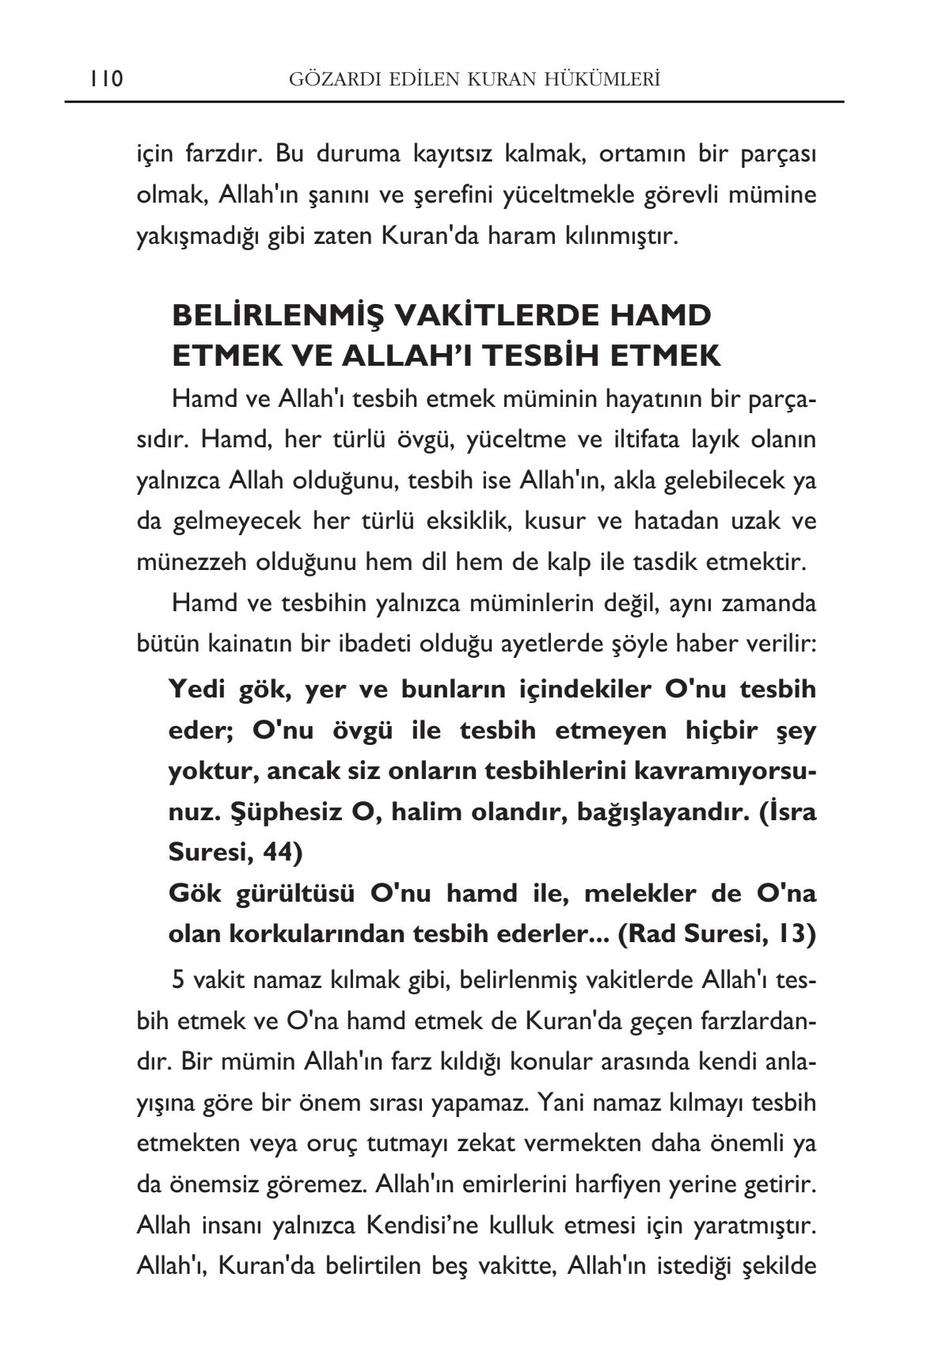 110
GÖZARDI EDİLEN KURAN HÜKÜMLERİ
için farzdır. Bu duruma kayıtsız kalmak, ortamın bir parçası
olmak, Allah'ın şanını ve şerefini yüceltmekle görevli mümine
yakışmadığı gibi zaten Kuran'da haram kılınmıştır.
BELİRLENMİŞ VAKİTLERDE HAMD
ETMEK VE ALLAH’I TESBİH ETMEK
Hamd ve Allah'ı tesbih etmek müminin hayatının bir parça-
sıdır. Hamd, her türlü övgü, yüceltme ve iltifata layık olanın
yalnızca Allah olduğunu, tesbih ise Allah'ın, akla gelebilecek ya
da gelmeyecek her türlü eksiklik, kusur ve hatadan uzak ve
münezzeh olduğunu hem dil hem de kalp ile tasdik etmektir.
Hamd ve tesbihin yalnızca müminlerin değil, aynı zamanda
bütün kainatın bir ibadeti olduğu ayetlerde şöyle haber verilir:
Yedi gök, yer ve bunların içindekiler O'nu tesbih
eder; O'nu övgü ile tesbih etmeyen hiçbir şey
yoktur, ancak siz onların tesbihlerini kavramıyorsu-
nuz. Şüphesiz O, halim olandır, bağışlayandır. (İsra
Suresi, 44)
Gök gürültüsü O'nu hamd ile, melekler de O'na
olan korkularından tesbih ederler... (Rad Suresi, 13)
5 vakit namaz kılmak gibi, belirlenmiş vakitlerde Allah'ı tes-
bih etmek ve O'na hamd etmek de Kuran'da geçen farzlardan-
dır. Bir mümin Allah'ın farz kıldığı konular arasında kendi anla-
yışına göre bir önem sırası yapamaz. Yani namaz kılmayı tesbih
etmekten veya oruç tutmayı zekat vermekten daha önemli ya
da önemsiz göremez. Allah'ın emirlerini harfiyen yerine getirir.
Allah insanı yalnızca Kendisi’ne kulluk etmesi için yaratmıştır.
Allah'ı, Kuran'da belirtilen beş vakitte, Allah'ın istediği şekilde